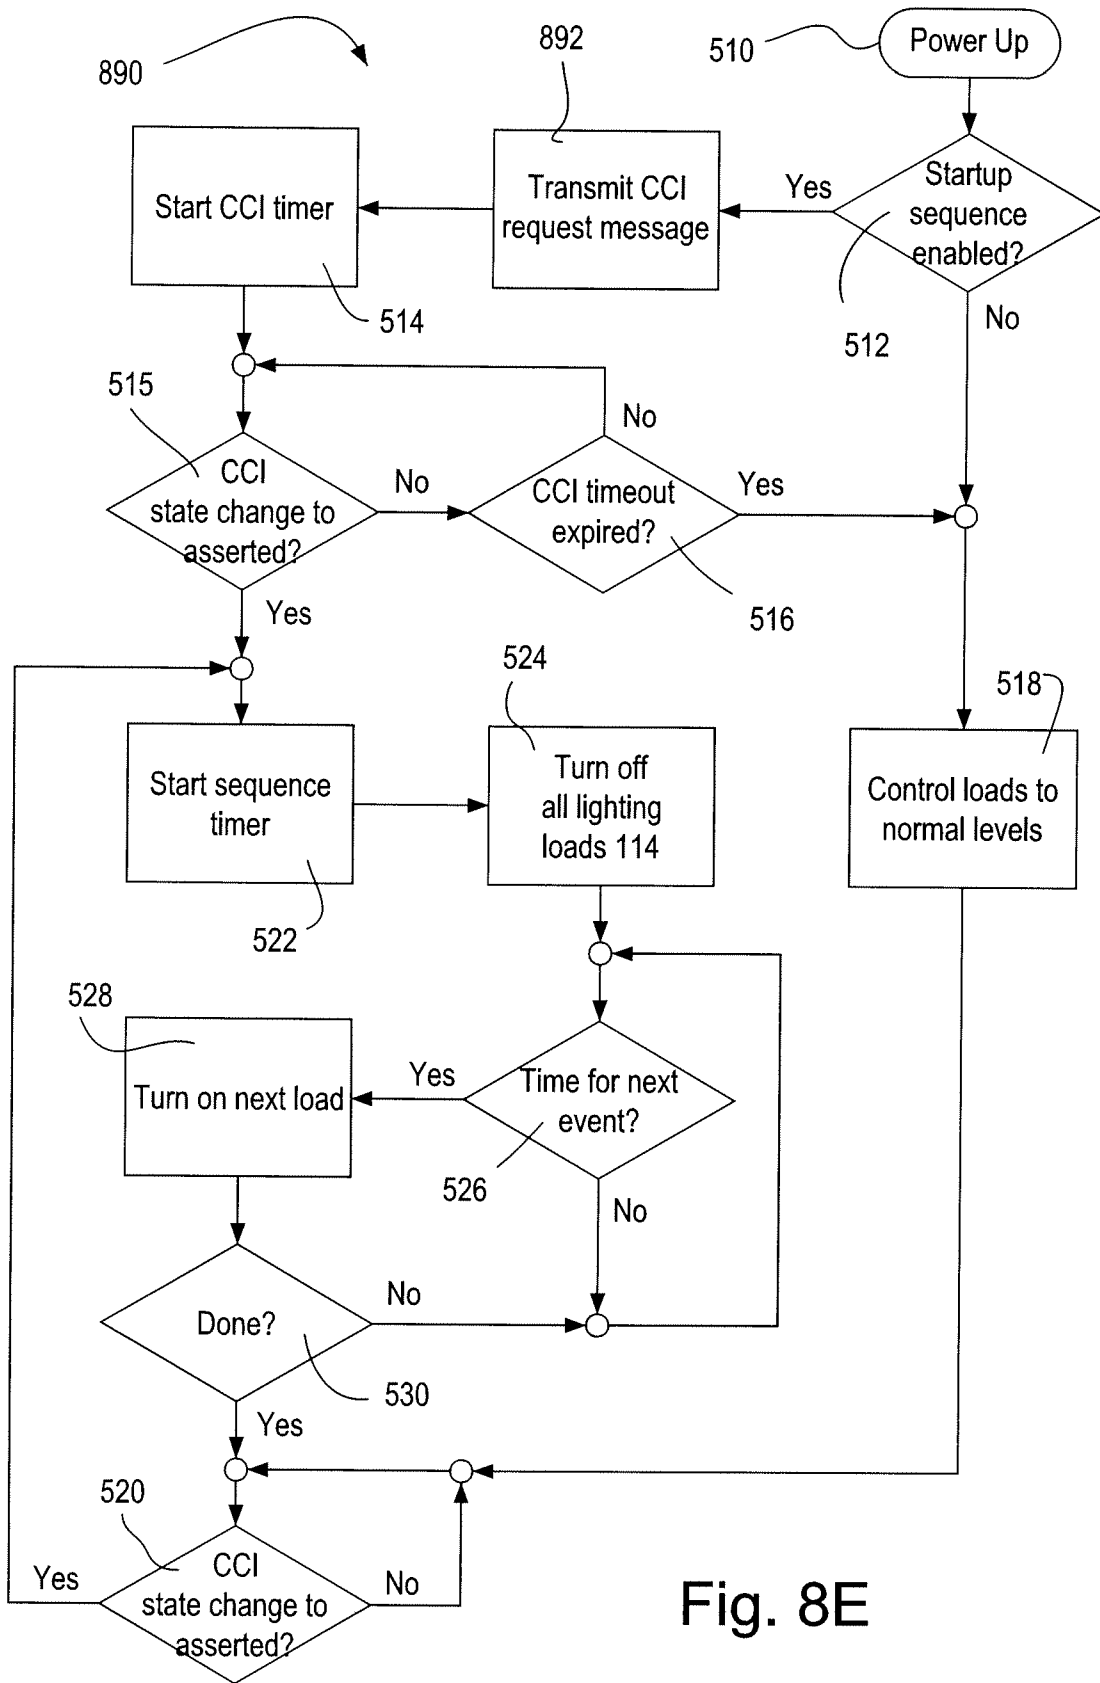 890
892
510
Power Up
Start CCI timer
Transmit CCI
request message
Yes
Startup
sequence
enabled?
514
512
No
515
No
CCI
state change to
asserted?
No
CCI timeout
expired?
Yes
Yes
516
524
518
Start sequence
timer
Turn off
all lighting
loads 114
Control loads to
normal levels
522
528
Turn on next load
Yes
Time for next
event?
526
No
Done?
No
530
Yes
520
CCI
state change to
asserted?
Yes
No
Fig. 8E